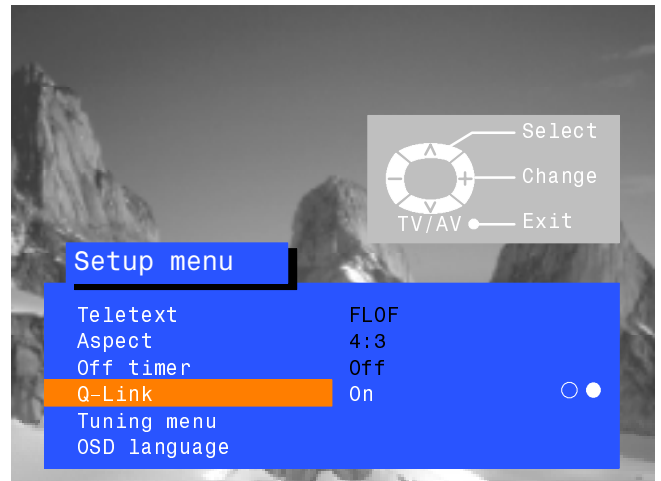 Select
Change
TV/AV Exit
Setup menu
Teletext FLOF
Aspect 4:3
Off timer Off
Q-Link On
Tuning menu
OSD language